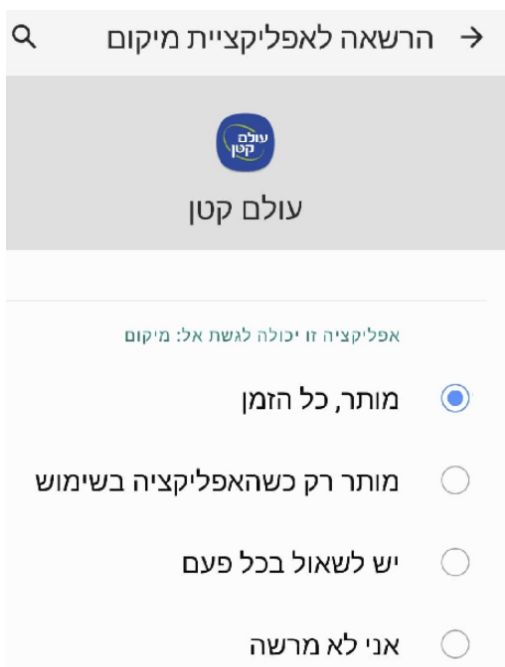 הרשאה לאפליקציית מיקום
עולם
קטן
עולם קטן
אפליקציה זו יכולה לגשת אל: מיקום
מותר, כל הזמן
מותר רק כשהאפליקציה בשימוש
יש לשאול בכל פעם
אני לא מרשה